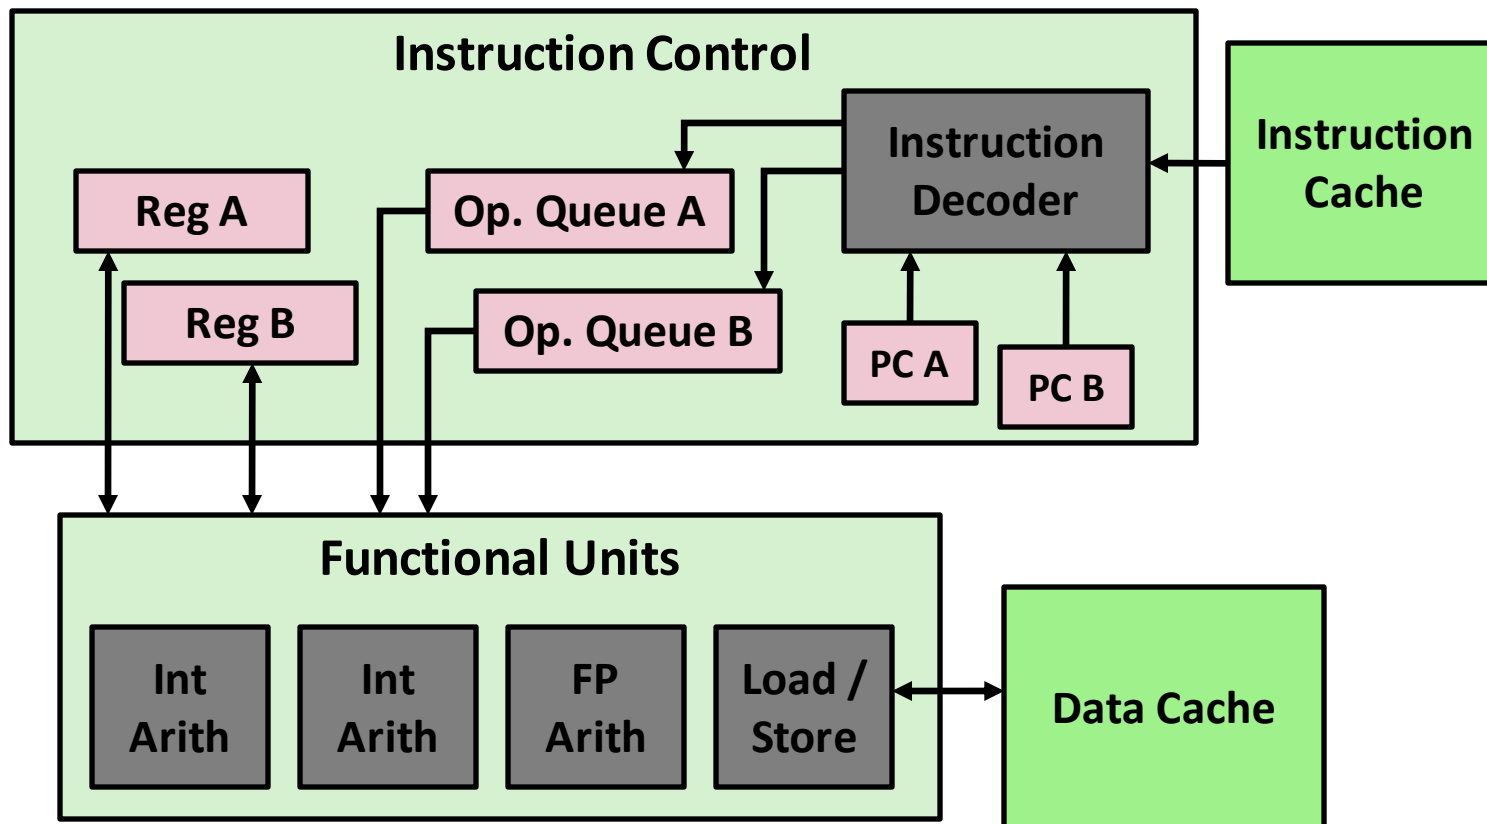 Instruction Control
Instruction
Decoder
Instruction
Cache
Reg A
Op. Queue A
Reg B
Op. Queue B
PC A
PC B
Functional Units
Int
Arith
Int
Arith
FP
Arith
Load /
Store
Data Cache